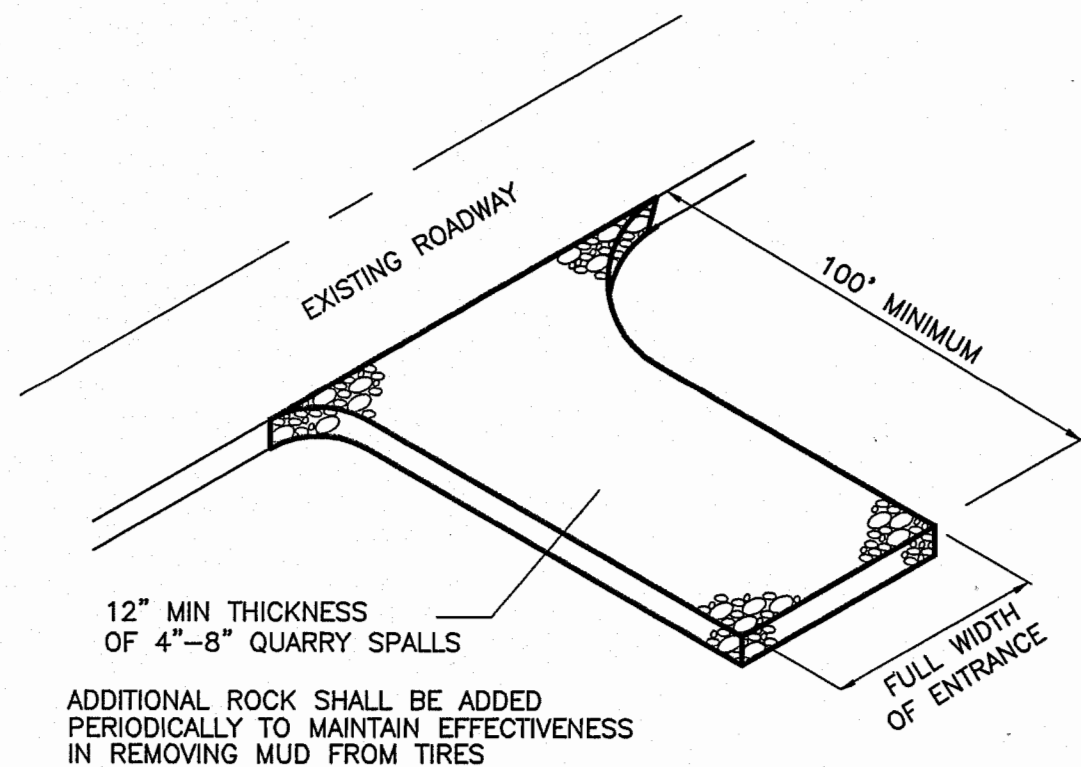 EXISTING ROADWAY
100' MINIMUM
12" MIN THICKNESS
OF 4"-8" QUARRY SPALLS
FULL WIDTH
OF ENTRANCE
ADDITIONAL ROCK SHALL BE ADDED
PERIODICALLY TO MAINTAIN EFFECTIVENESS
IN REMOVING MUD FROM TIRES